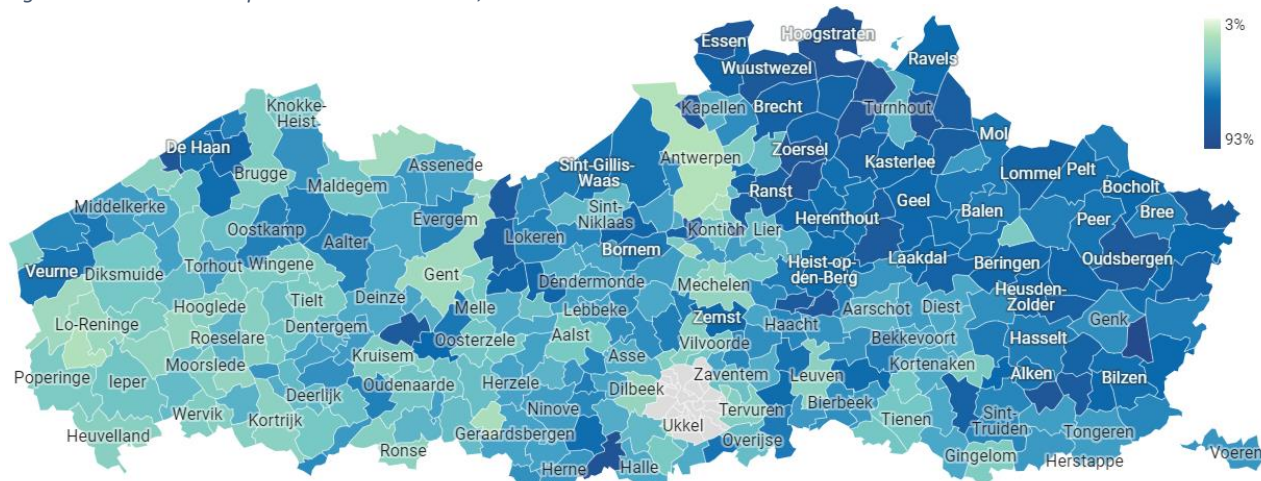 3%
93%
Essen
Hoogstraten
Ravels
Wuustwezel
Kapellen
Brecht
Turnhout
Knokke-
Heist
De Haan
Brugge
Maldegem
Assenede
Antwerpen
Zoersel
Mol
Sint-Gillis-
Waas
Kasterlee
Lommel
Pelt
Bocholt
Ranst
Middelkerke
Evergem
Sint-
Niklaas
Herenthout
Geel
Balen
Peer
Bree
Oostkamp
Aalter
Lokeren
Bornem
Kontich
Lier
Veurne
Diksmuide
Torhout
Wingene
Gent
Heist-op-
den-Berg
Laakdal
Beringen
Oudsbergen
Dendermonde
Mechelen
Hooglede
Tielt
Deinze
Melle
Lebbeke
Zemst
Haacht
Aarschot
Diest
Heusden-
Zolder
Genk
Lo-Reninge
Roeselare
Dentergem
Oosterzele
Aalst
Vilvoorde
Bekkevoort
Hasselt
Moorslede
Kruisem
Asse
Kortenaken
Poperinge
Ieper
Deerlijk
Oudenaarde
Herzele
Dilbeek
Zaventem
Leuven
Alken
Bilzen
Wervik
Kortrijk
Ninove
Tervuren
Bierbeek
Tienen
Sint-
Truiden
Heuvelland
Ronse
Geraardsbergen
Ukkel
Overijse
Tongeren
Herne
Halle
Gingelom
Herstappe
Voeren